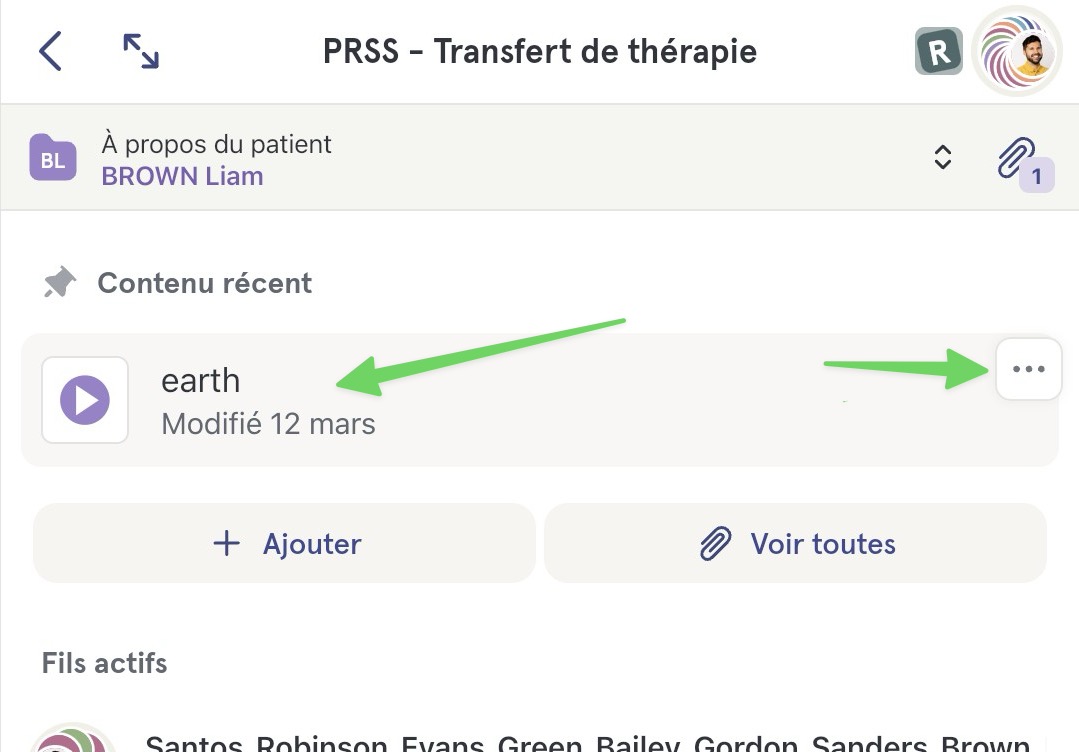 PRSS – Transfert de thérapie
R
BL
À propos du patient
BROWN Liam
1
Contenu récent
earth
Modifié 12 mars
+ Ajouter
Voir toutes
Fils actifs
Santos, Robinson, Evans, Green, Bailey, Gordon, Sanders, Brown,